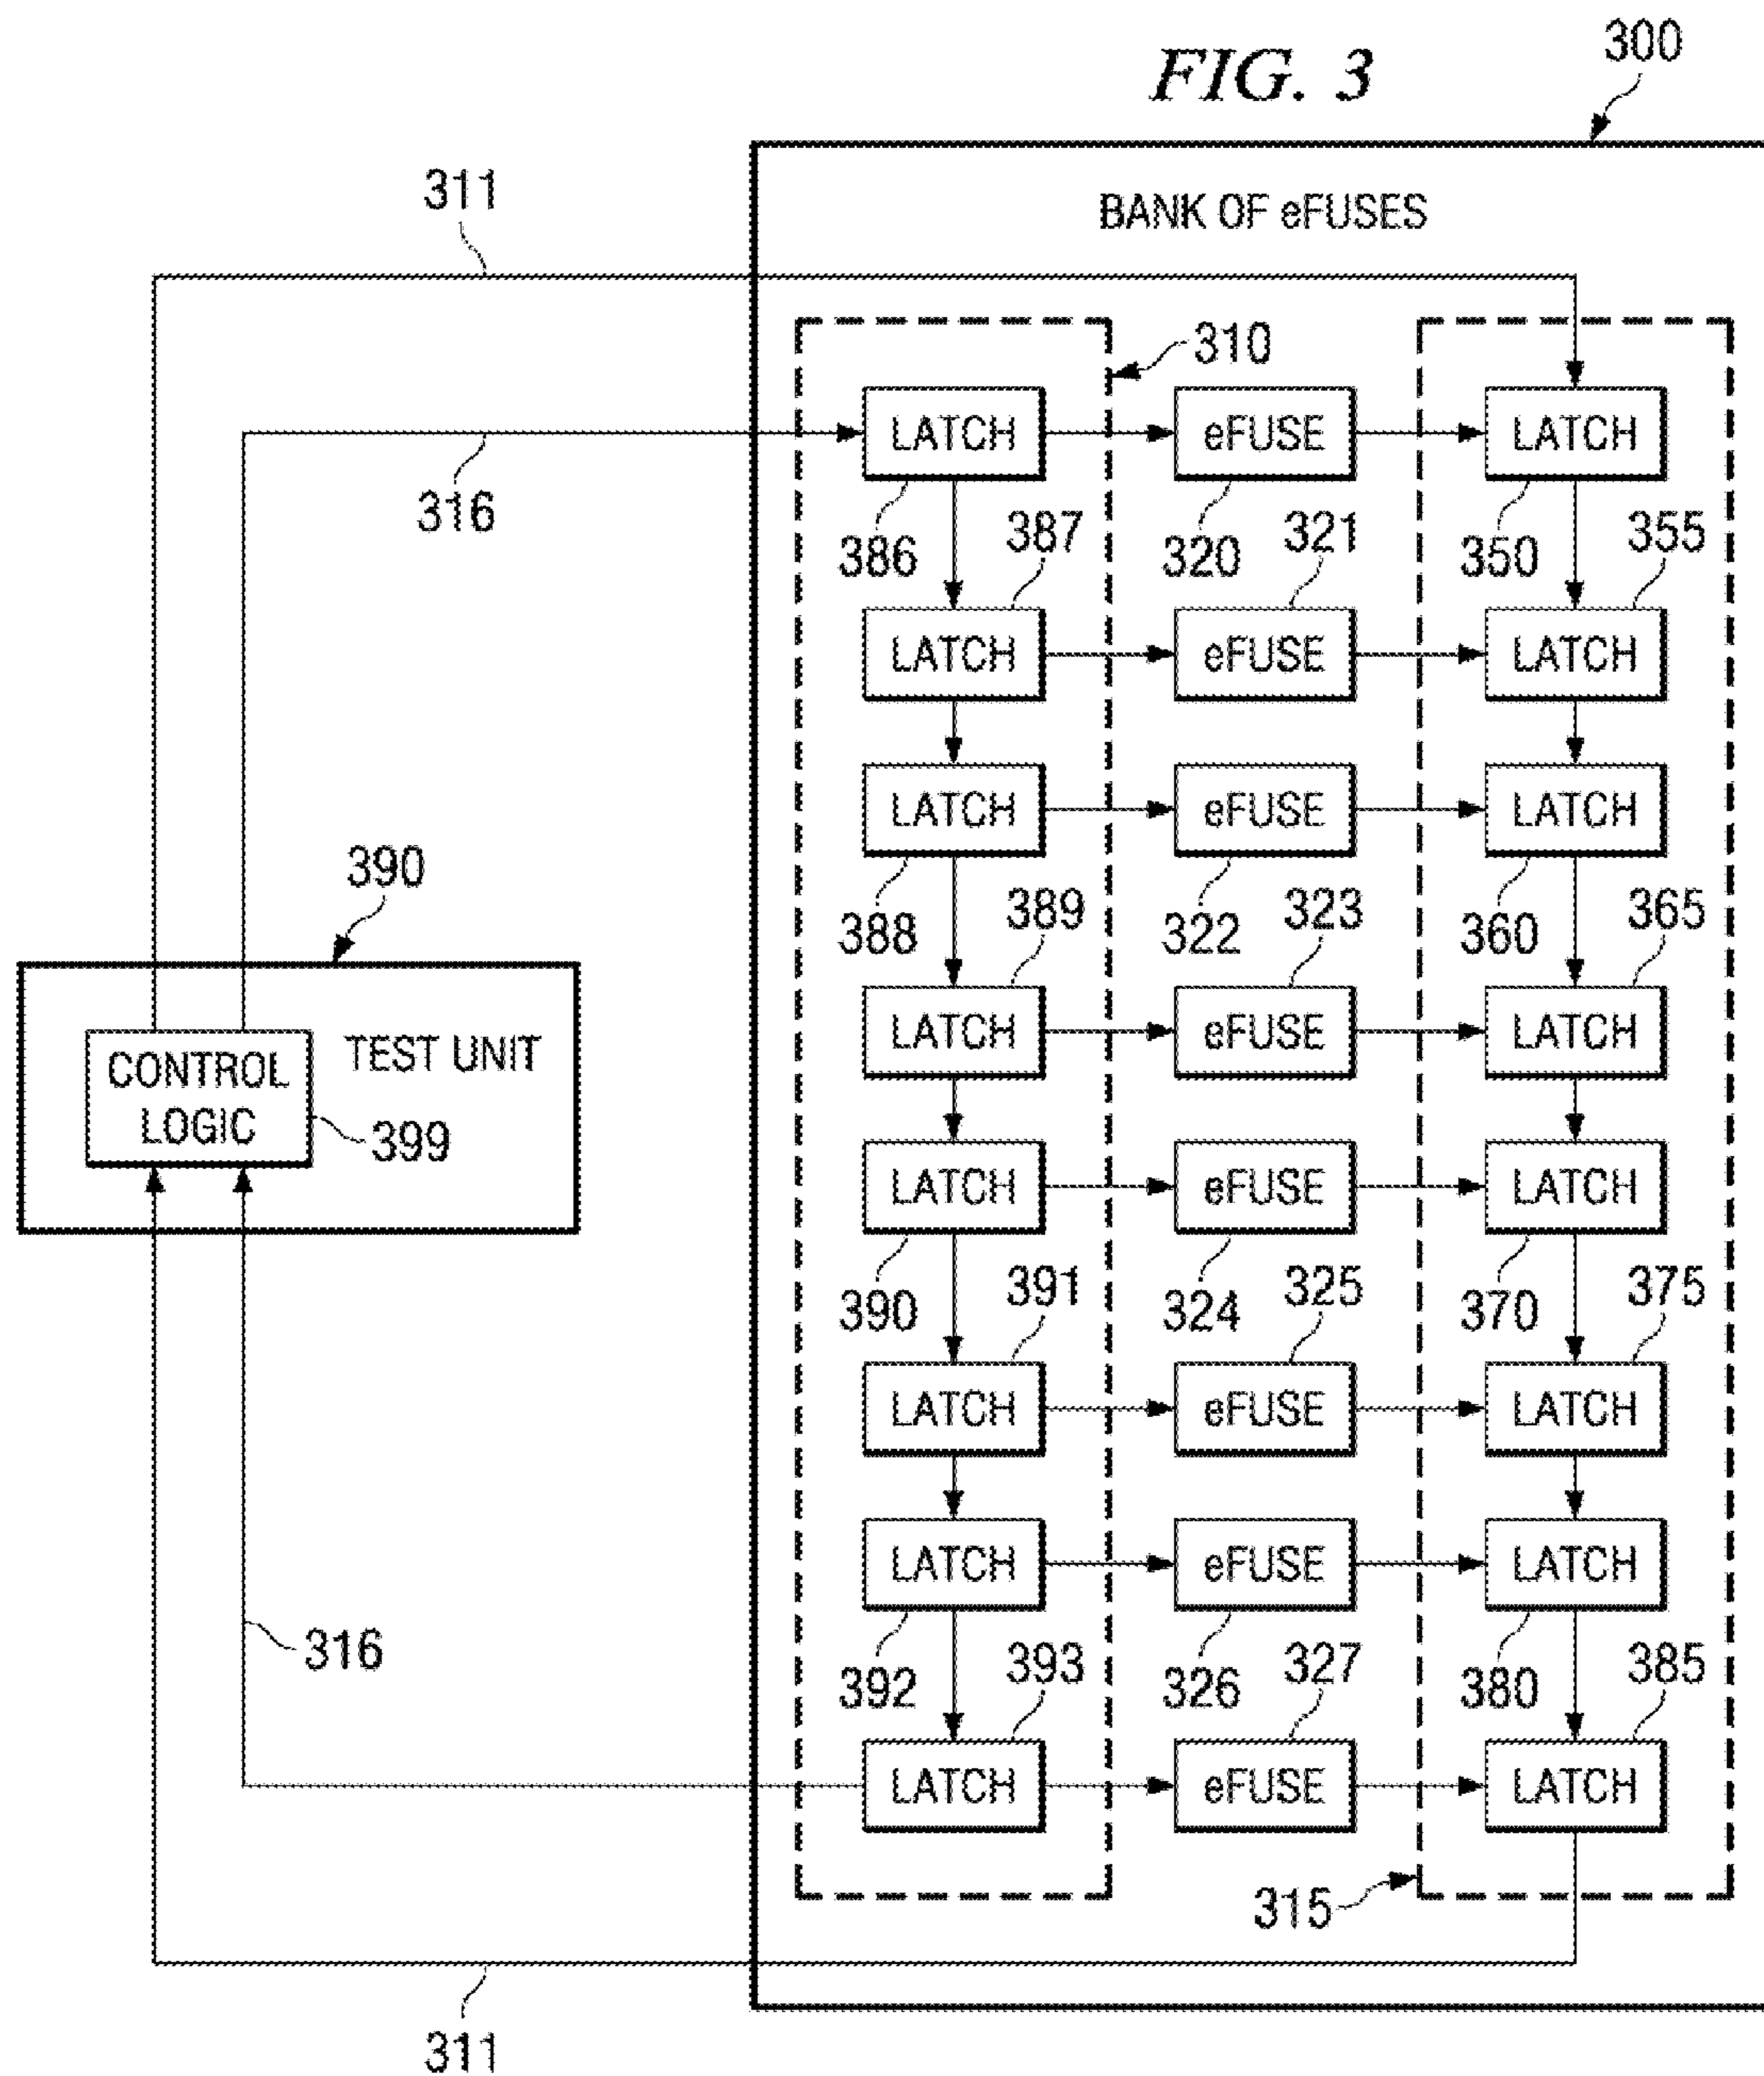 FIG. 3
300
311
BANK OF eFUSES
310
LATCH eFUSE LATCH
316
386 387 320 321 350 355
LATCH eFUSE LATCH
LATCH eFUSE LATCH
390
388 389 322 323 360 365
TEST UNIT
CONTROL
LOGIC
399
LATCH eFUSE LATCH
LATCH eFUSE LATCH
390 391 324 325 370 375
LATCH eFUSE LATCH
LATCH eFUSE LATCH
316
392 393 326 327 380 385
LATCH eFUSE LATCH
315
311